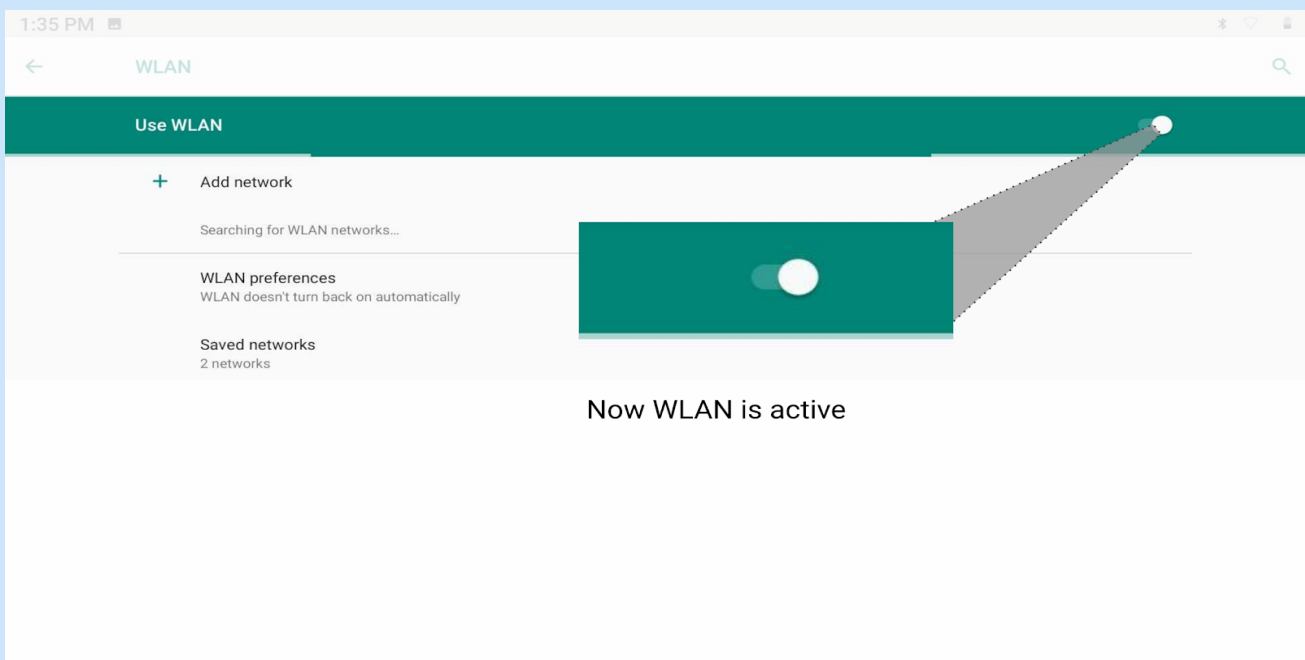 1:35 PM
WLAN
Use WLAN
Add network
Searching for WLAN networks…
WLAN preferences
WLAN doesn't turn back on automatically
Saved networks
2 networks
Now WLAN is active